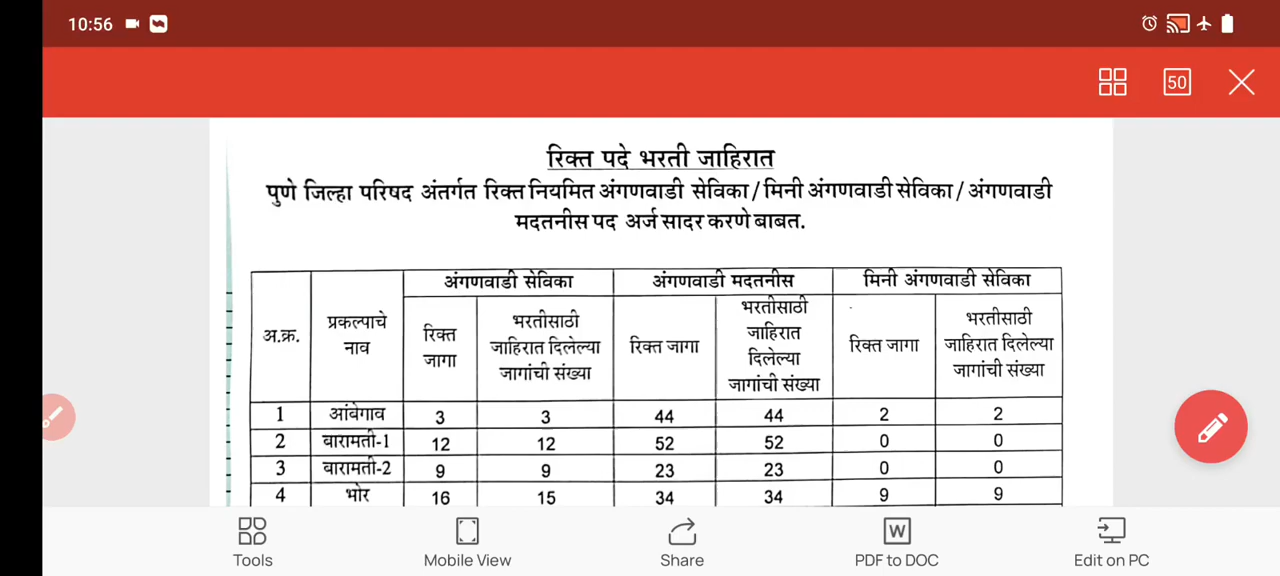 10:56
50
रिक्त पदे भरती जाहिरात
पुणे जिल्हा परिषद अंतर्गत रिक्त नियमित अंगणवाडी सेविका / मिनी अंगणवाडी सेविका / अंगणवाडी
मदतनीस पद अर्ज सादर करणे बाबत.
अ.क्र. प्रकल्पाचे नाव अंगणवाडी सेविका अंगणवाडी मदतनीस मिनी अंगणवाडी सेविका
रिक्त जागा भरतीसाठी जाहिरात दिलेल्या जागांची संख्या रिक्त जागा भरतीसाठी जाहिरात दिलेल्या जागांची संख्या रिक्त जागा भरतीसाठी जाहिरात दिलेल्या जागांची संख्या
1 आंबेगाव 3 3 44 44 2 2
2 बारामती-1 12 12 52 52 0 0
3 बारामती-2 9 9 23 23 0 0
4 भोर 16 15 34 34 9 9
W
Tools Mobile View Share PDF to DOC Edit on PC